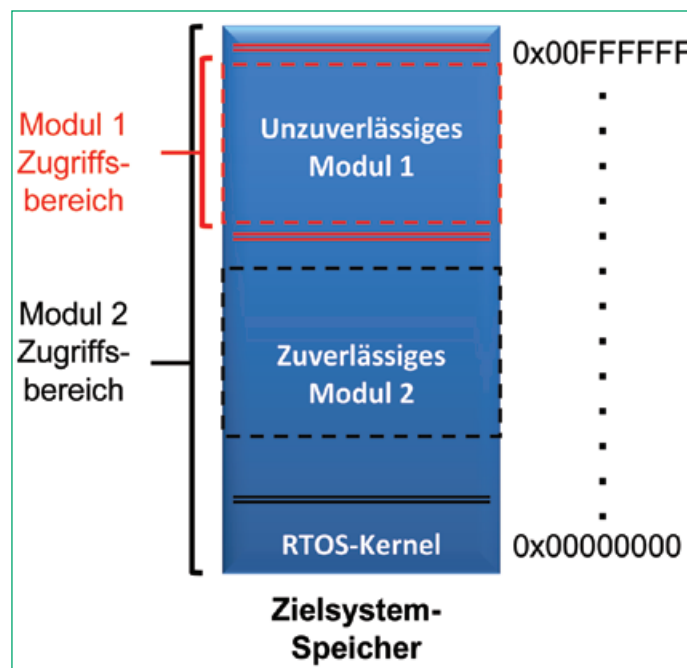 0x00FFFFFF
Modul 1
Zugriffs-
bereich
Unzuverlässiges
Modul 1
Modul 2
Zugriffs-
bereich
Zuverlässiges
Modul 2
RTOS-Kernel
0x00000000
Zielsystem-
Speicher